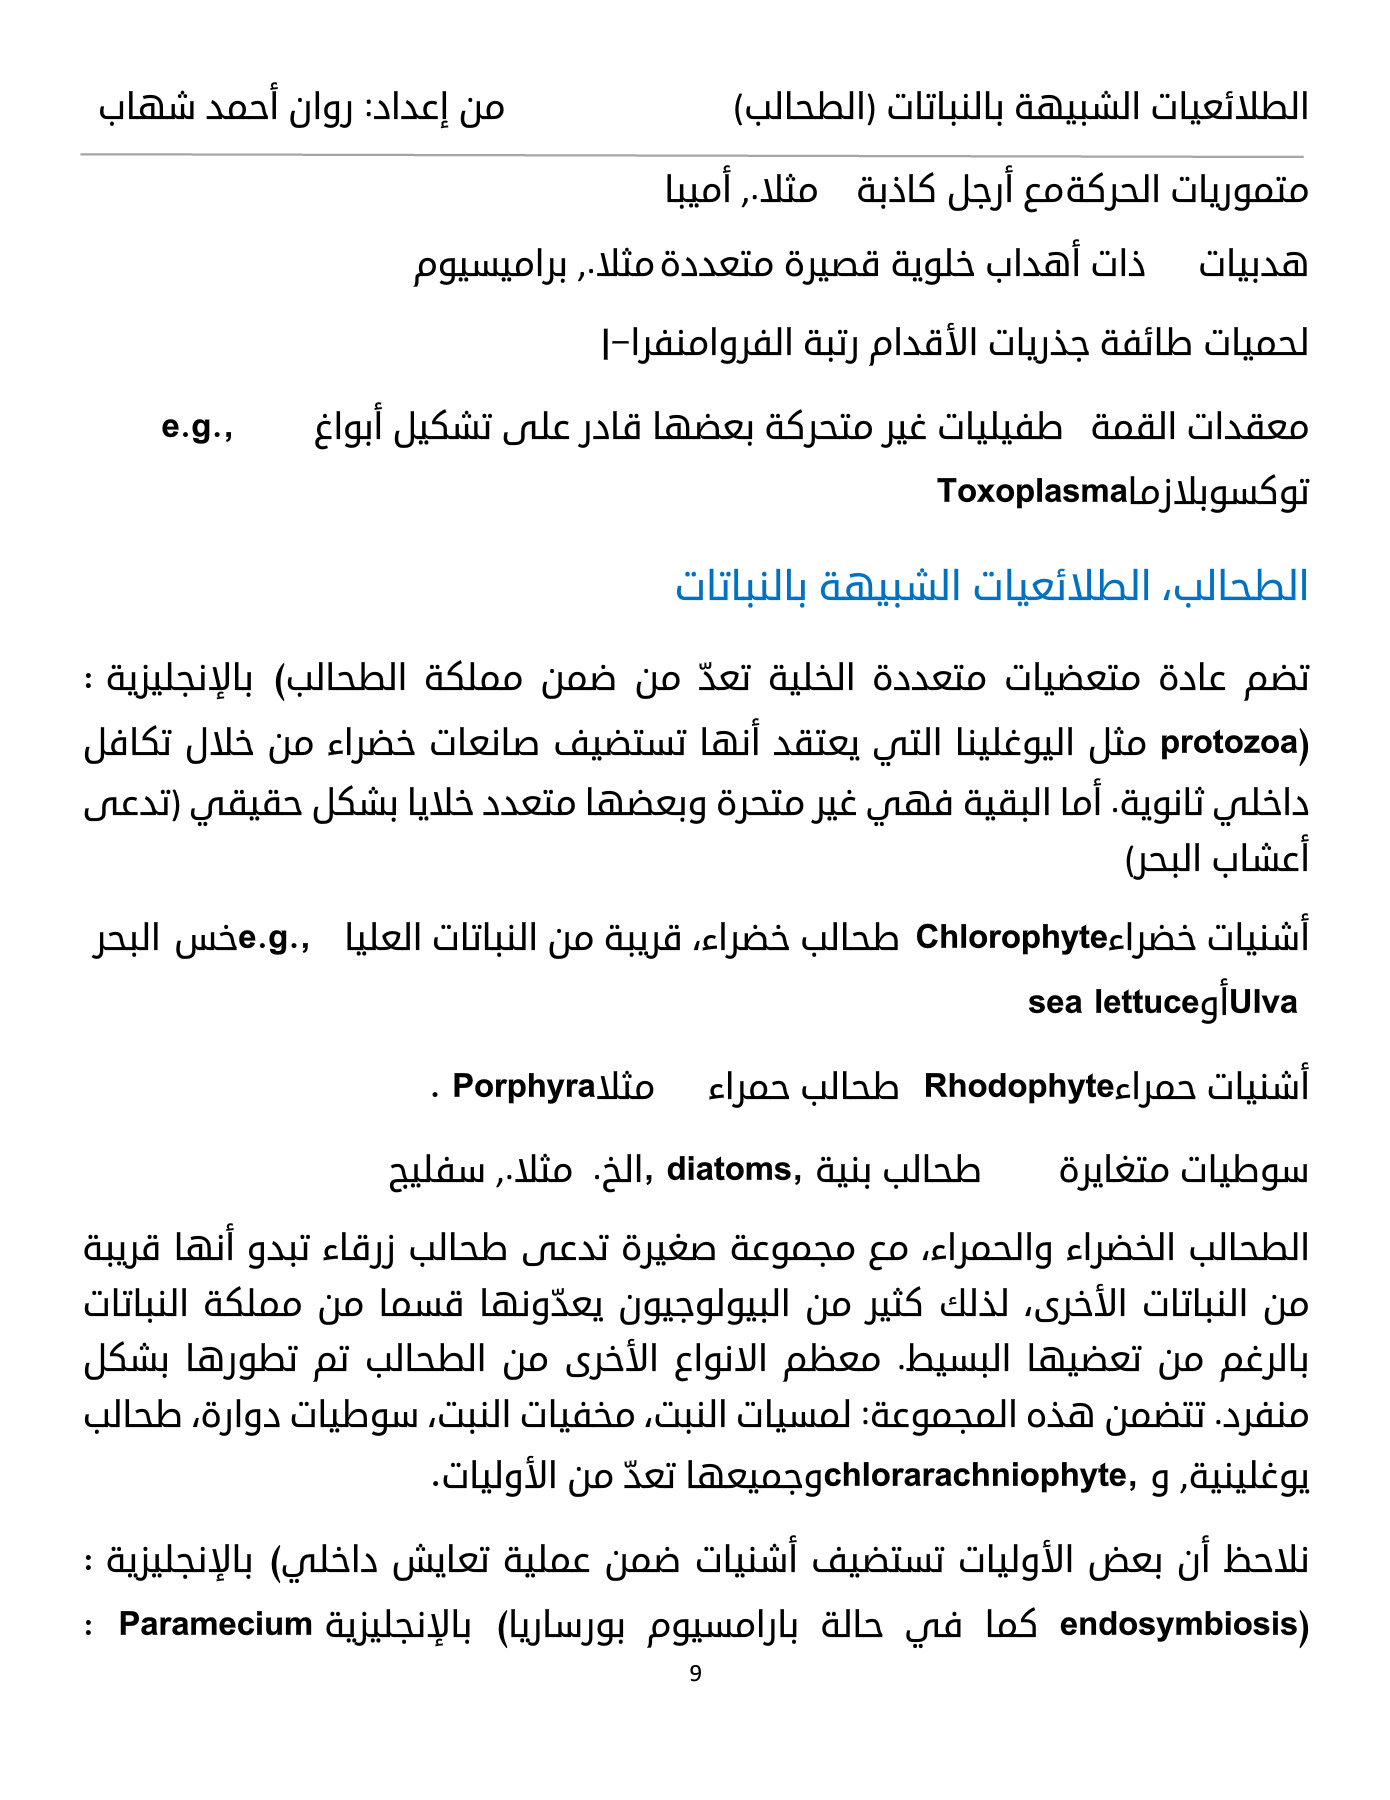 الطلائعيات الشبيهة بالنباتات (الطحالب) من إعداد: روان أحمد شهاب
متموريات الحركةمع أرجل كاذبة مثلا., أميبا
هدبيات ذات أهداب خلوية قصيرة متعددة مثلا., براميسيوم
لحميات طائفة جذريات الأقدام رتبة الفروامنفرا–ا
معقدات القمة طفيليات غير متحركة بعضها قادر على تشكيل أبواغ e.g.,
توكسوبلازماToxoplasma
الطحالب، الطلائعيات الشبيهة بالنباتات
تضم عادة متعضيات متعددة الخلية تعدّ من ضمن مملكة الطحالب) بالإنجليزية :
(protozoa مثل اليوغلينا التي يعتقد أنها تستضيف صانعات خضراء من خلال تكافل
داخلي ثانوية. أما البقية فهي غير متحرة وبعضها متعدد خلايا بشكل حقيقي (تدعى
أعشاب البحر)
أشنيات خضراءChlorophyte طحالب خضراء، قريبة من النباتات العليا e.g.,خس البحر
Ulvaأوsea lettuce
أشنيات حمراءRhodophyte طحالب حمراء مثلاPorphyra .
سوطيات متغايرة طحالب بنية ,diatoms ,الخ. مثلا., سفليج
الطحالب الخضراء والحمراء، مع مجموعة صغيرة تدعى طحالب زرقاء تبدو أنها قريبة
من النباتات الأخرى، لذلك كثير من البيولوجيون يعدّونها قسما من مملكة النباتات
بالرغم من تعضيها البسيط. معظم الانواع الأخرى من الطحالب تم تطورها بشكل
منفرد. تتضمن هذه المجموعة: لمسيات النبت، مخفيات النبت، سوطيات دوارة، طحالب
يوغلينية, و ,chlorarachniophyteوجميعها تعدّ من الأوليات.
نلاحظ أن بعض الأوليات تستضيف أشنيات ضمن عملية تعايش داخلي) بالإنجليزية :
(endosymbiosis كما في حالة بارامسيوم بورساريا) بالإنجليزية Paramecium :
9